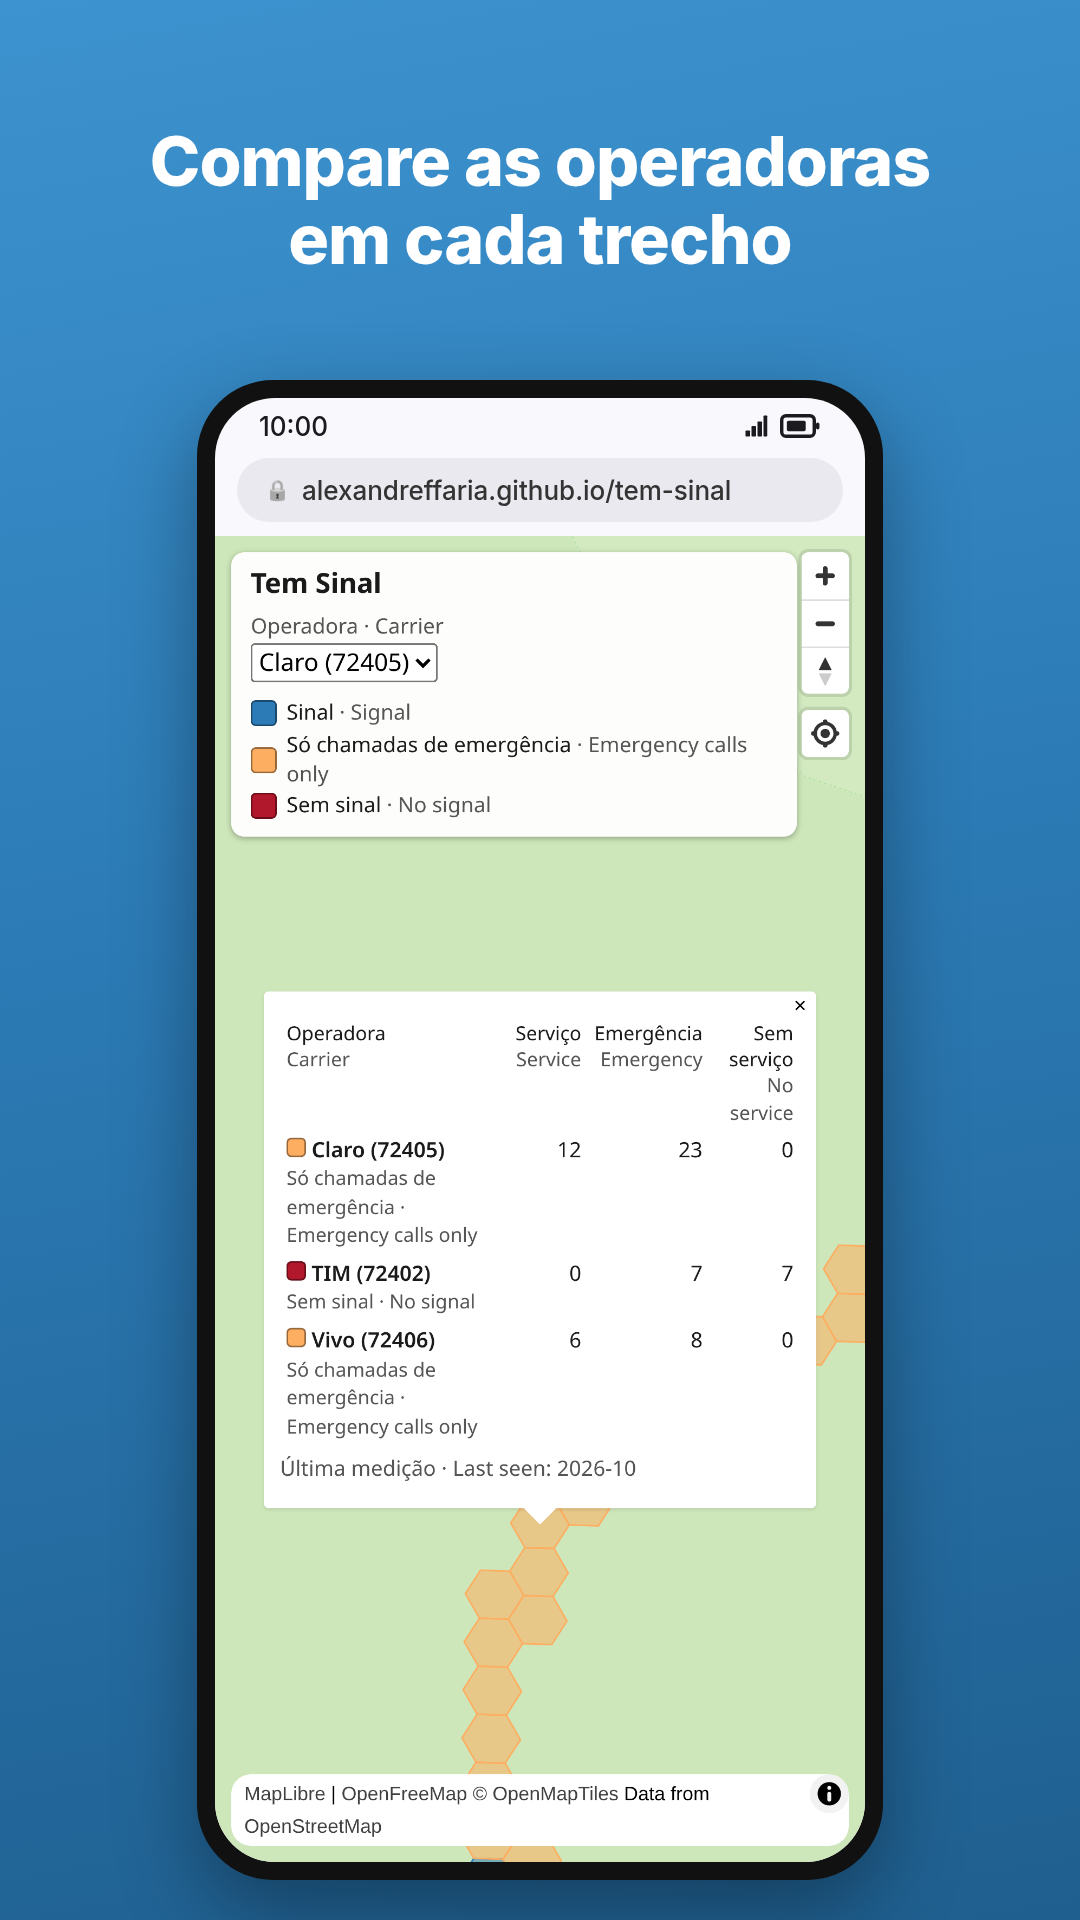 Compare as operadoras
em cada trecho
10:00
alexandreffaria.github.io/tem-sinal
Tem Sinal
Operadora · Carrier
Claro (72405)
Sinal · Signal
Só chamadas de emergência · Emergency calls
only
Sem sinal · No signal
×
Operadora Serviço Emergência Sem
Carrier Service Emergency serviço
No
service
Claro (72405) 12 23 0
Só chamadas de
emergência ·
Emergency calls only
TIM (72402) 0 7 7
Sem sinal · No signal
Vivo (72406) 6 8 0
Só chamadas de
emergência ·
Emergency calls only
Última medição · Last seen: 2026-10
MapLibre | OpenFreeMap © OpenMapTiles Data from
OpenStreetMap